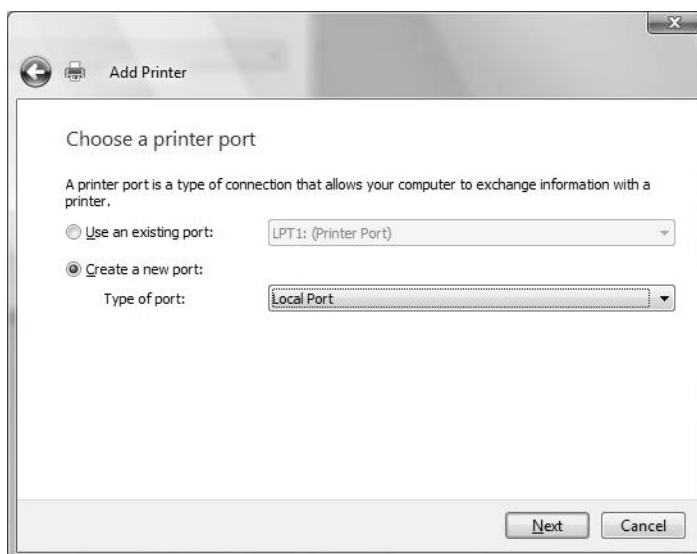 Add Printer
Choose a printer port
A printer port is a type of connection that allows your computer to exchange information with a
printer.
Use an existing port: LPT1: (Printer Port)
Create a new port:
Type of port: Local Port
Next Cancel